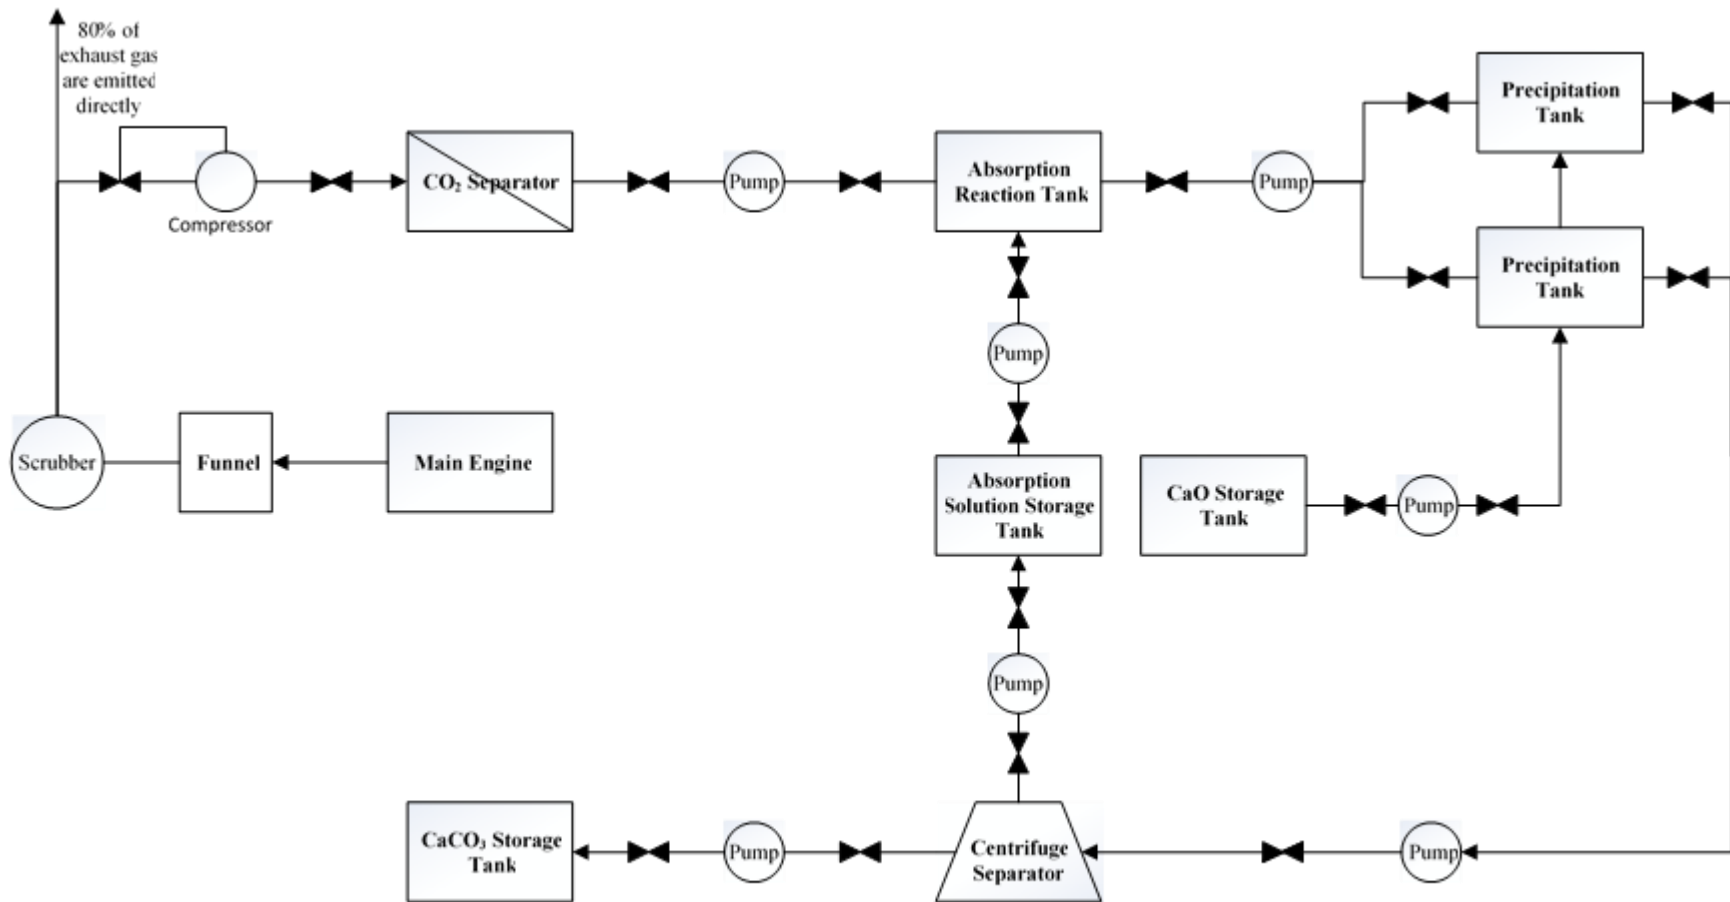 80% of
exhaust gas
are emitted
directly
Compressor
CO₂ Separator
Pump
Absorption
Reaction Tank
Pump
Precipitation
Tank
Precipitation
Tank
Pump
Scrubber
Funnel
Main Engine
Absorption
Solution Storage
Tank
CaO Storage
Tank
Pump
Pump
CaCO₃ Storage
Tank
Pump
Centrifuge
Separator
Pump